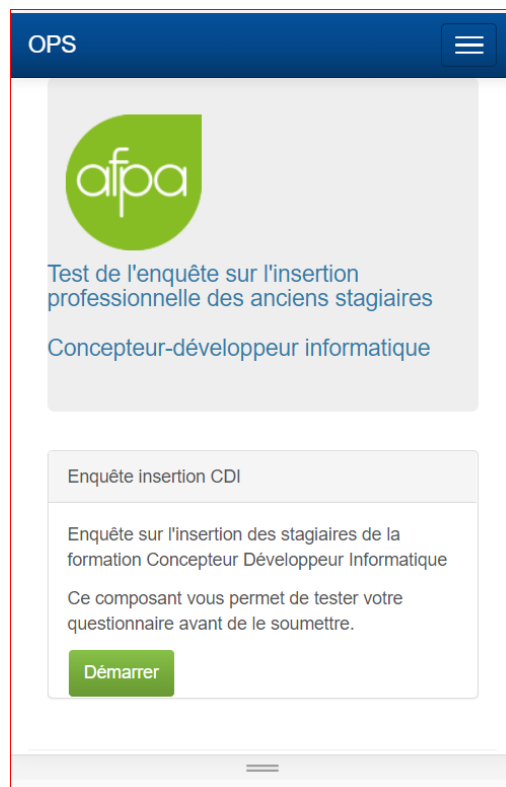 OPS
afpa
Test de l'enquête sur l'insertion
professionnelle des anciens stagiaires
Concepteur-développeur informatique
Enquête insertion CDI
Enquête sur l'insertion des stagiaires de la
formation Concepteur Développeur Informatique
Ce composant vous permet de tester votre
questionnaire avant de le soumettre.
Démarrer